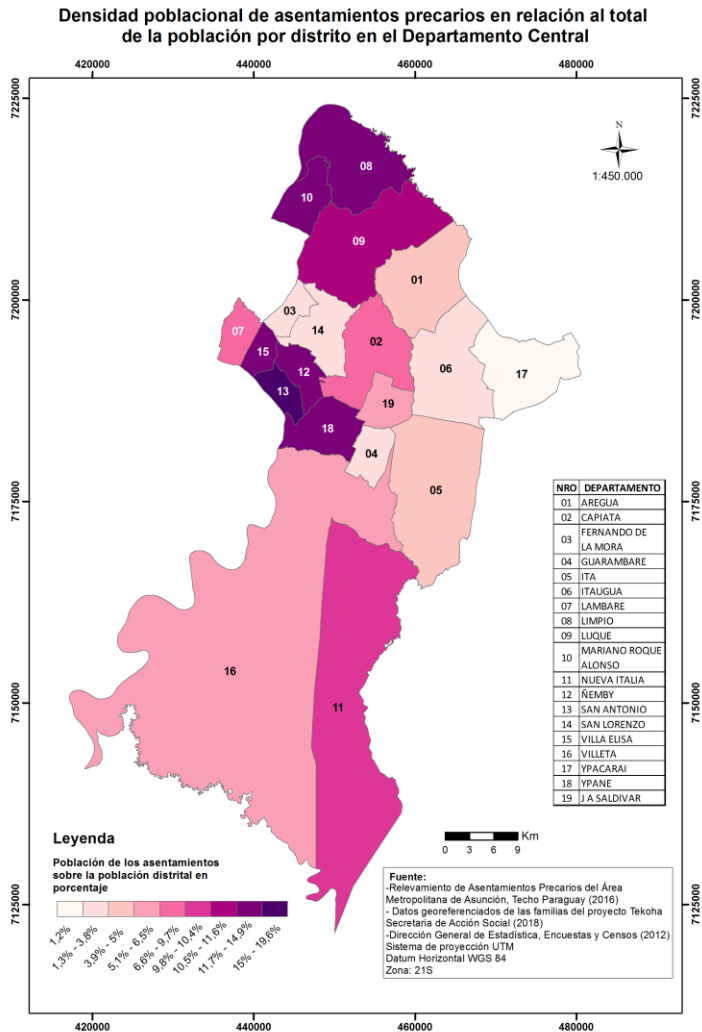 Densidad poblacional de asentamientos precarios en relación al total
de la población por distrito en el Departamento Central
420000 440000 460000 480000
7225000 7225000
N
1:450.000
08
10
09
01
7200000 7200000
03
14
07
02
15
12
06
17
13
19
18
04
05
7175000 7175000
16
11
7150000 7150000
NRO DEPARTAMENTO
01 AREGUA
02 CAPIATA
03 FERNANDO DE
LA MORA
04 GUARAMBARE
05 ITA
06 ITAUGUA
07 LAMBARE
08 LIMPIO
09 LUQUE
10 MARIANO ROQUE
ALONSO
11 NUEVA ITALIA
12 ÑEMBY
13 SAN ANTONIO
14 SAN LORENZO
15 VILLA ELISA
16 VILLETA
17 YPACARAI
18 YPANE
19 J A SALDIVAR
Km
0 3 6 9
Leyenda
Población de los asentamientos
sobre la población distrital en
porcentaje
1,2%
1,3% - 3,8%
3,9% - 5%
5,1% - 6,5%
6,6% - 9,7%
9,8% - 10,4%
10,5% - 11,6%
11,7% - 14,9%
15% - 19,6%
Fuente:
-Relevamiento de Asentamientos Precarios del Área
Metropolitana de Asunción, Techo Paraguay (2016)
- Datos georeferenciados de las familias del proyecto Tekoha
Secretaria de Acción Social (2018)
-Dirección General de Estadística, Encuestas y Censos (2012)
Sistema de proyección UTM
Datum Horizontal WGS 84
Zona: 21S
7125000 7125000
420000 440000 460000 480000